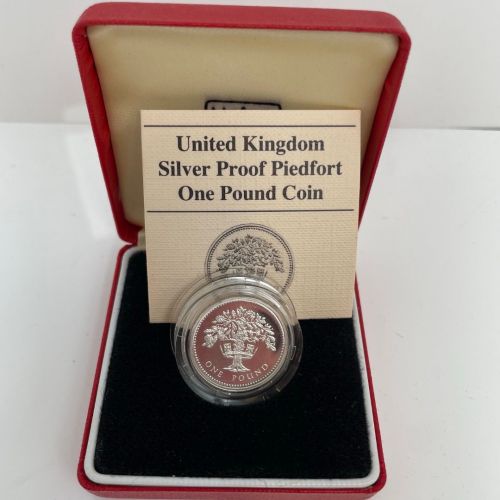 United Kingdom
Silver Proof Piedfort
One Pound Coin
ONE POUND